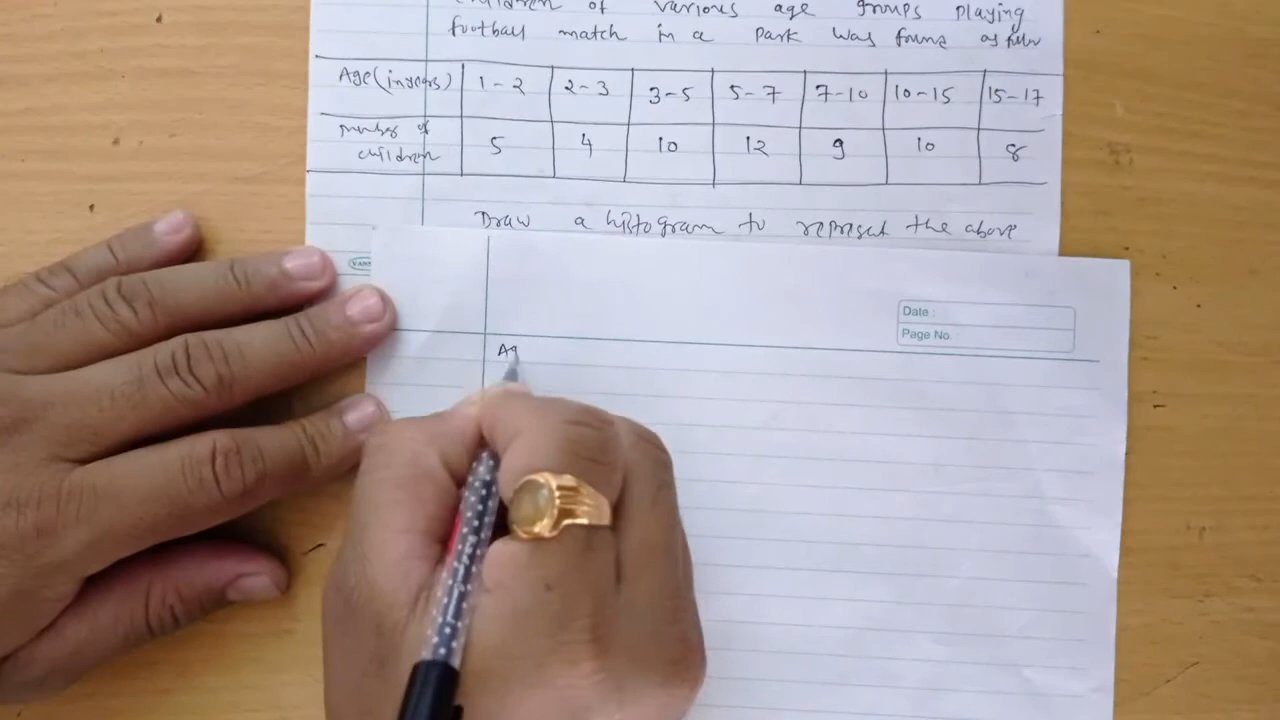 children of various age groups playing
football match in a park was found as follow
Age (in years) 1-2 2-3 3-5 5-7 7-10 10-15 15-17
number of children 5 4 10 12 9 10 8
Draw a histogram to represt the above
Date :
Page No
Ag